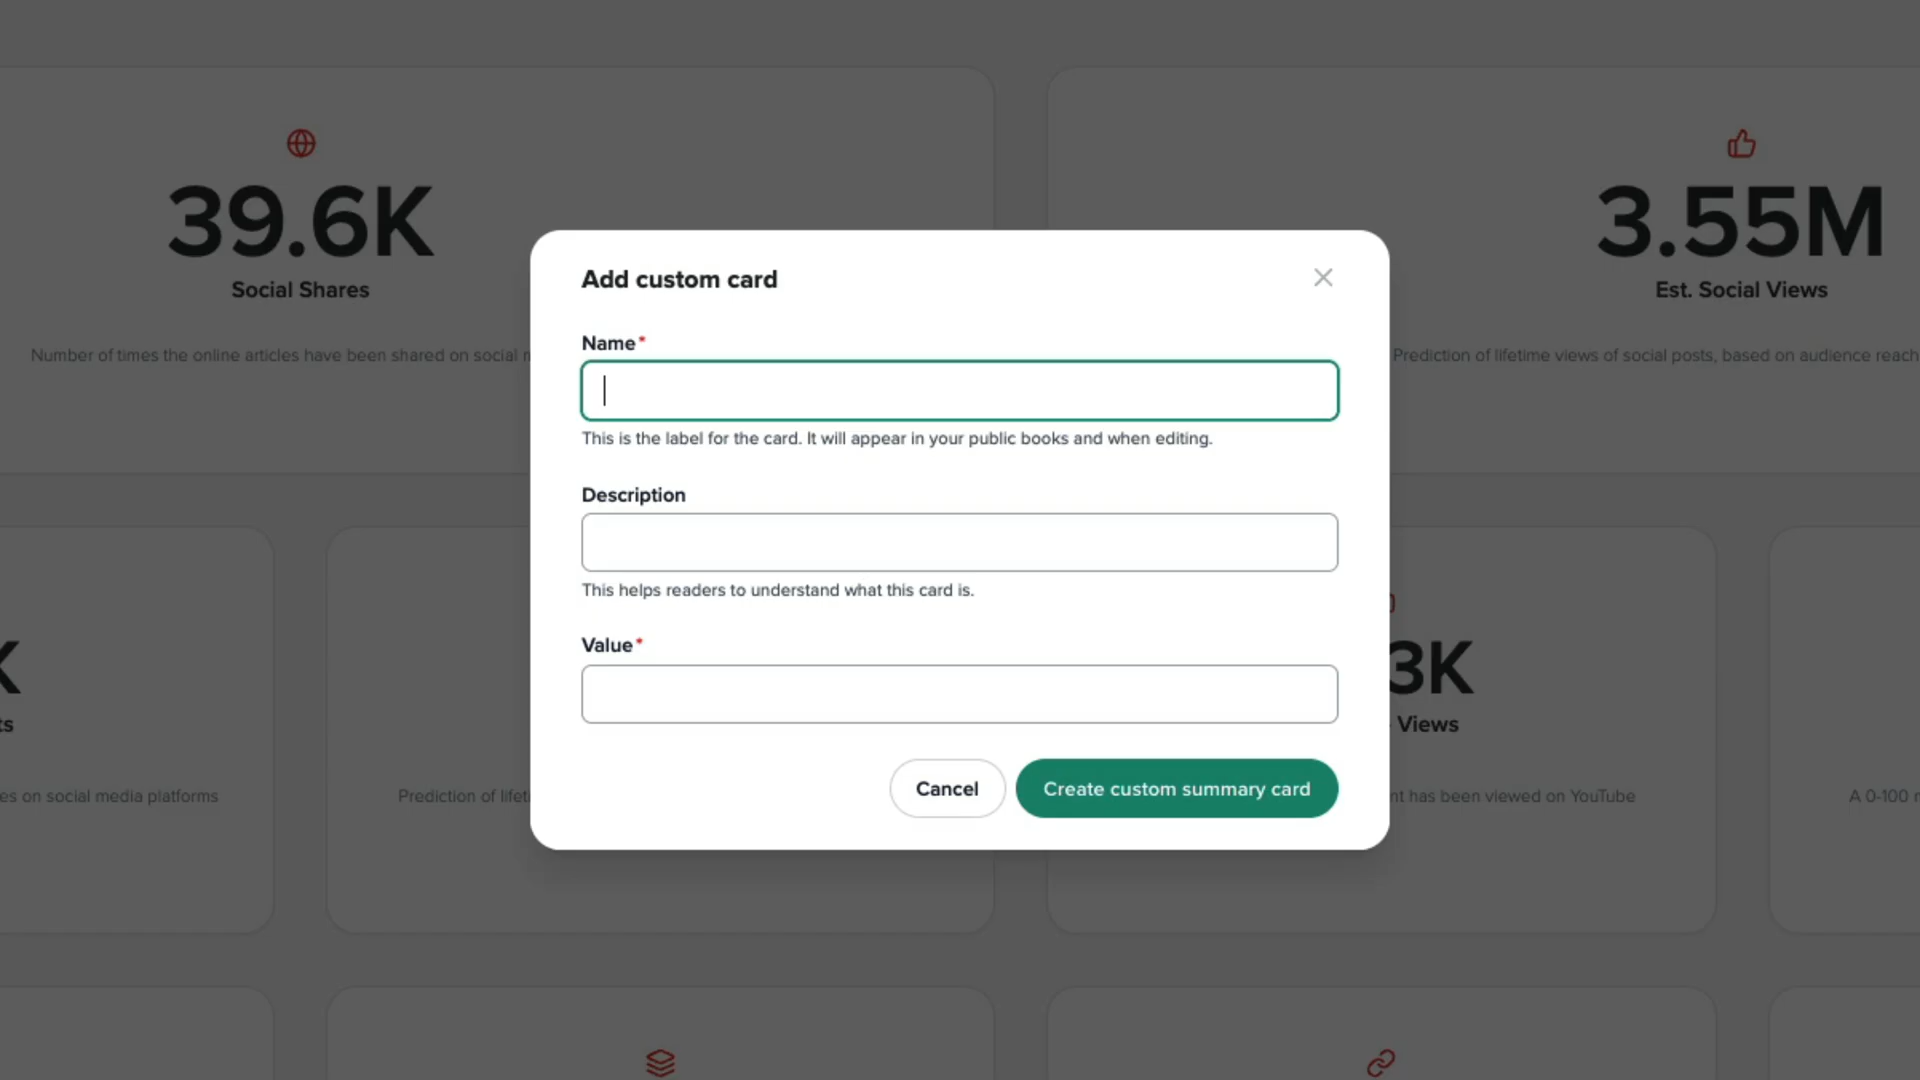 39.6K
Social Shares
Number of times the online articles have been shared on social
3.55M
Est. Social Views
Prediction of lifetime views of social posts, based on audience reach
Add custom card
Name*
This is the label for the card. It will appear in your public books and when editing.
Description
This helps readers to understand what this card is.
Value*
Cancel
Create custom summary card
K
ts
es on social media platforms
Prediction of
3K
Views
nt has been viewed on YouTube
A 0-100